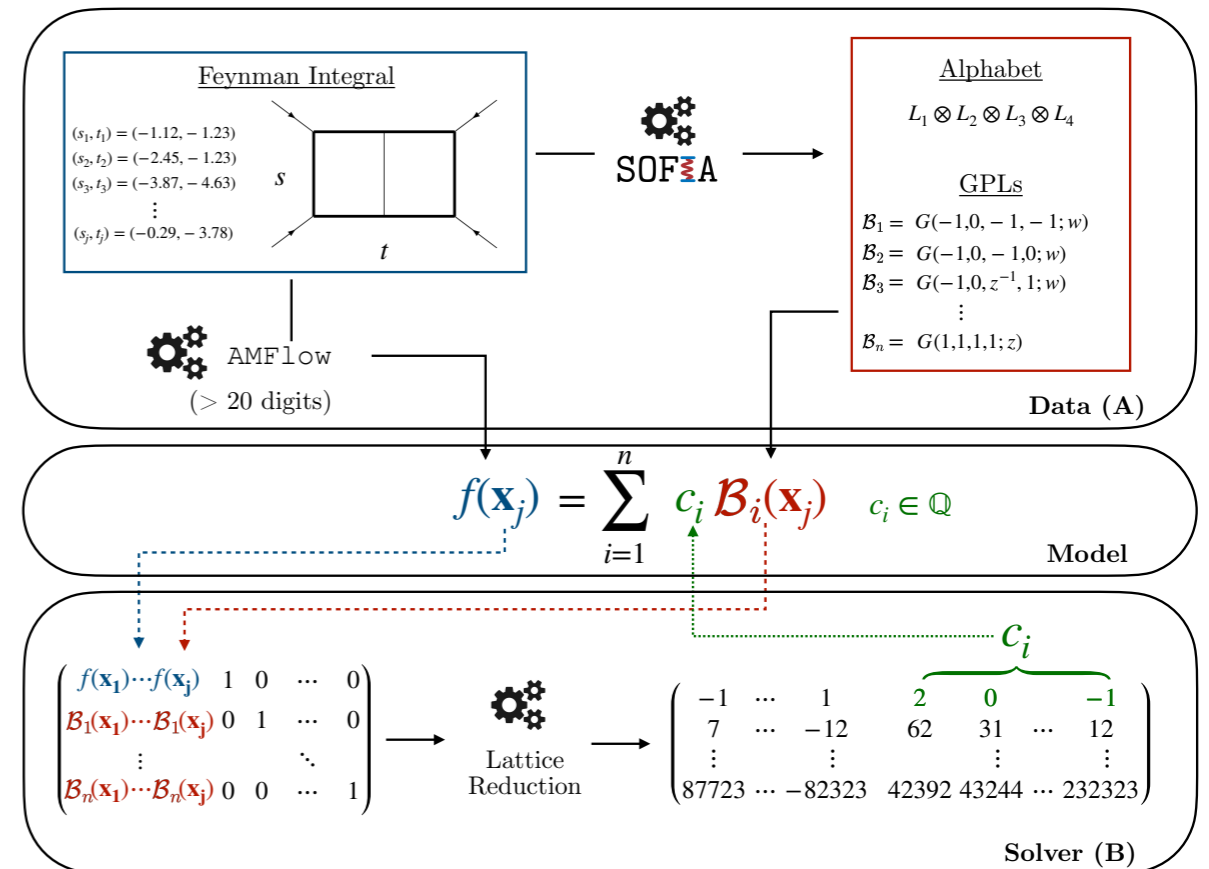 Feynman Integral
(s₁, t₁) = (−1.12, − 1.23)
(s₂, t₂) = (−2.45, − 1.23)
(s₃, t₃) = (−3.87, − 4.63)
⋮
(sⱼ, tⱼ) = (−0.29, − 3.78)
s
t
SOFIA
Alphabet
L₁ ⊗ L₂ ⊗ L₃ ⊗ L₄
GPLs
ℬ₁ = G(−1,0, − 1, − 1; w)
ℬ₂ = G(−1,0, − 1,0; w)
ℬ₃ = G(−1,0, z⁻¹, 1; w)
⋮
ℬₙ = G(1,1,1,1; z)
AMFlow
(> 20 digits)
Data (A)
f(𝐱ⱼ) = ∑ᵢ₌₁ⁿ cᵢ ℬᵢ(𝐱ⱼ) cᵢ ∈ ℚ
Model
cᵢ
f(𝐱₁)⋯f(𝐱ⱼ) 1 0 ⋯ 0
ℬ₁(𝐱₁)⋯ℬ₁(𝐱ⱼ) 0 1 ⋯ 0
⋮ ⋱
ℬₙ(𝐱₁)⋯ℬₙ(𝐱ⱼ) 0 0 ⋯ 1
Lattice
Reduction
−1 ⋯ 1 2 0 −1
7 ⋯ −12 62 31 ⋯ 12
⋮ ⋮ ⋮ ⋮
87723 ⋯ −82323 42392 43244 ⋯ 232323
Solver (B)